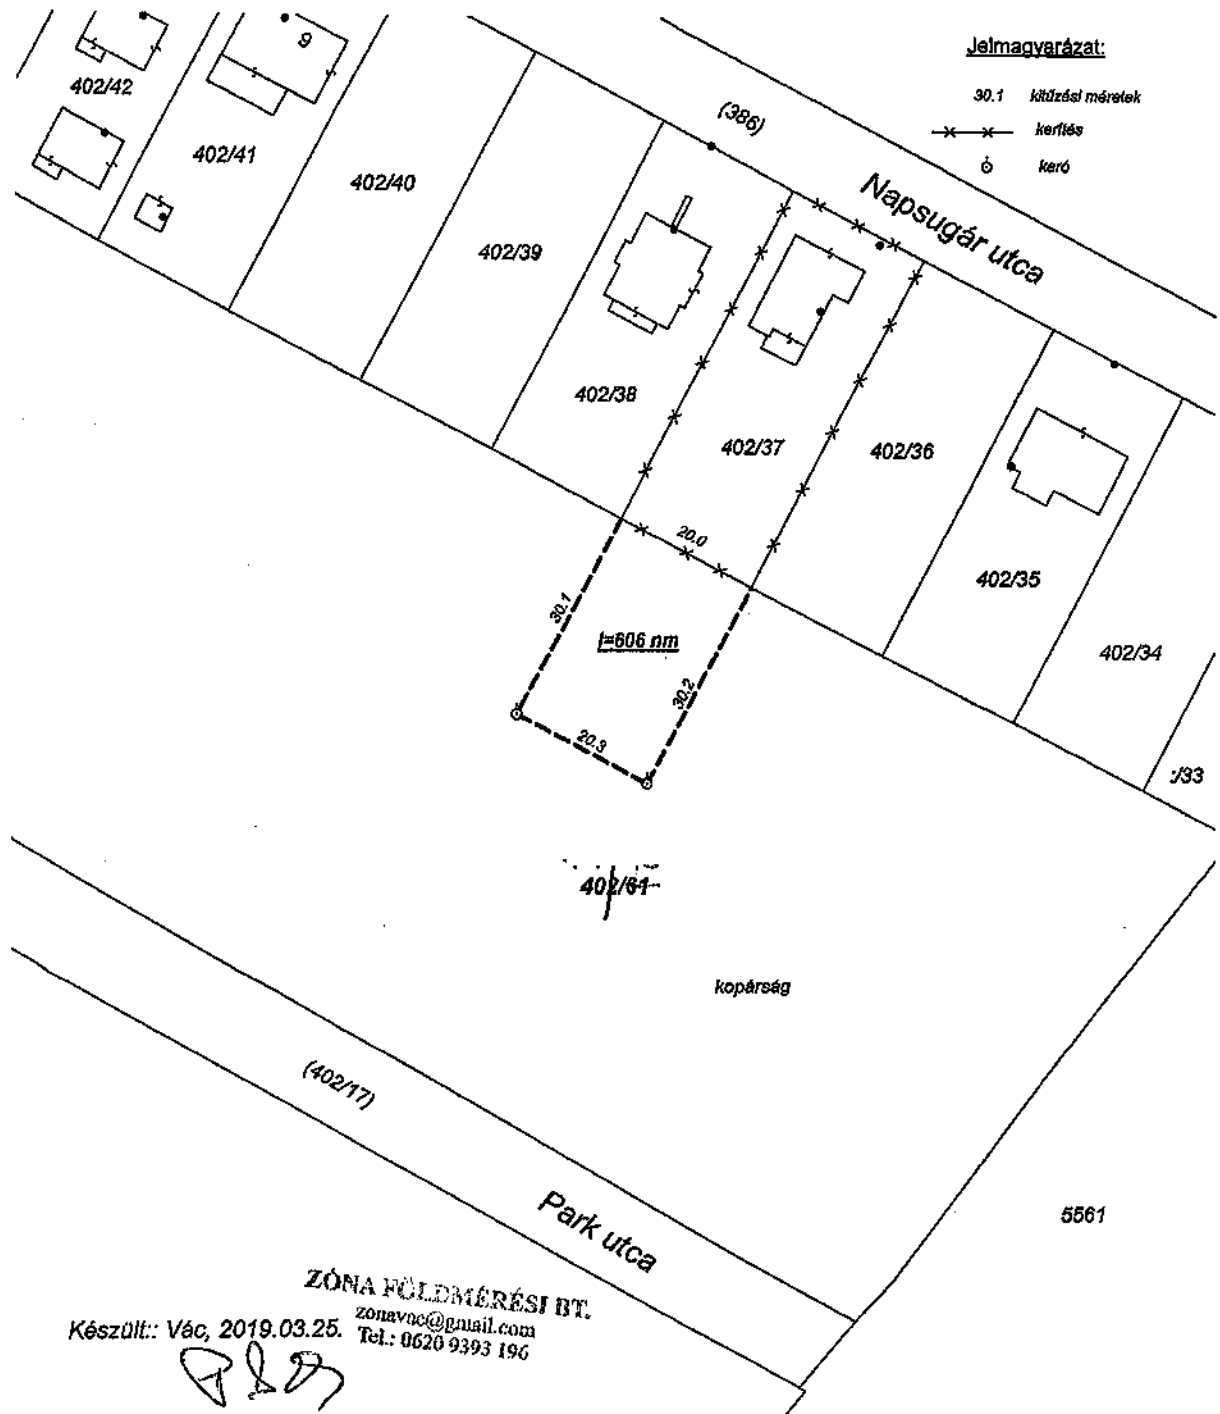 Jelmagyarázat:
30.1 kitűzési méretek
kerítés
karó
9
402/42
402/41
402/40
402/39
402/38
402/37
402/36
402/35
402/34
/33
(386)
Napsugár utca
20.0
30.1
I=606 nm
30.2
20.3
402/61
kopárság
(402/17)
Park utca
5561
ZÓNA FÖLDMÉRÉSI BT.
zonavac@gmail.com
Tel.: 0620 9393 196
Készült:: Vác, 2019.03.25.